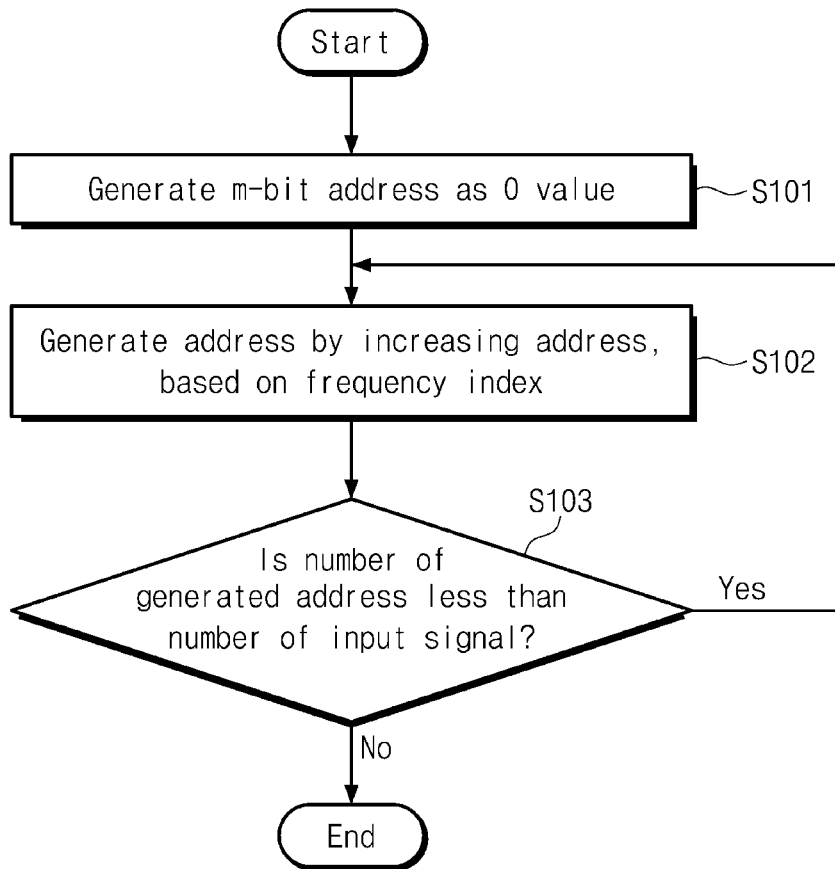 Start
Generate m-bit address as 0 value
S101
Generate address by increasing address,
based on frequency index
S102
S103
Is number of
generated address less than
number of input signal?
Yes
No
End